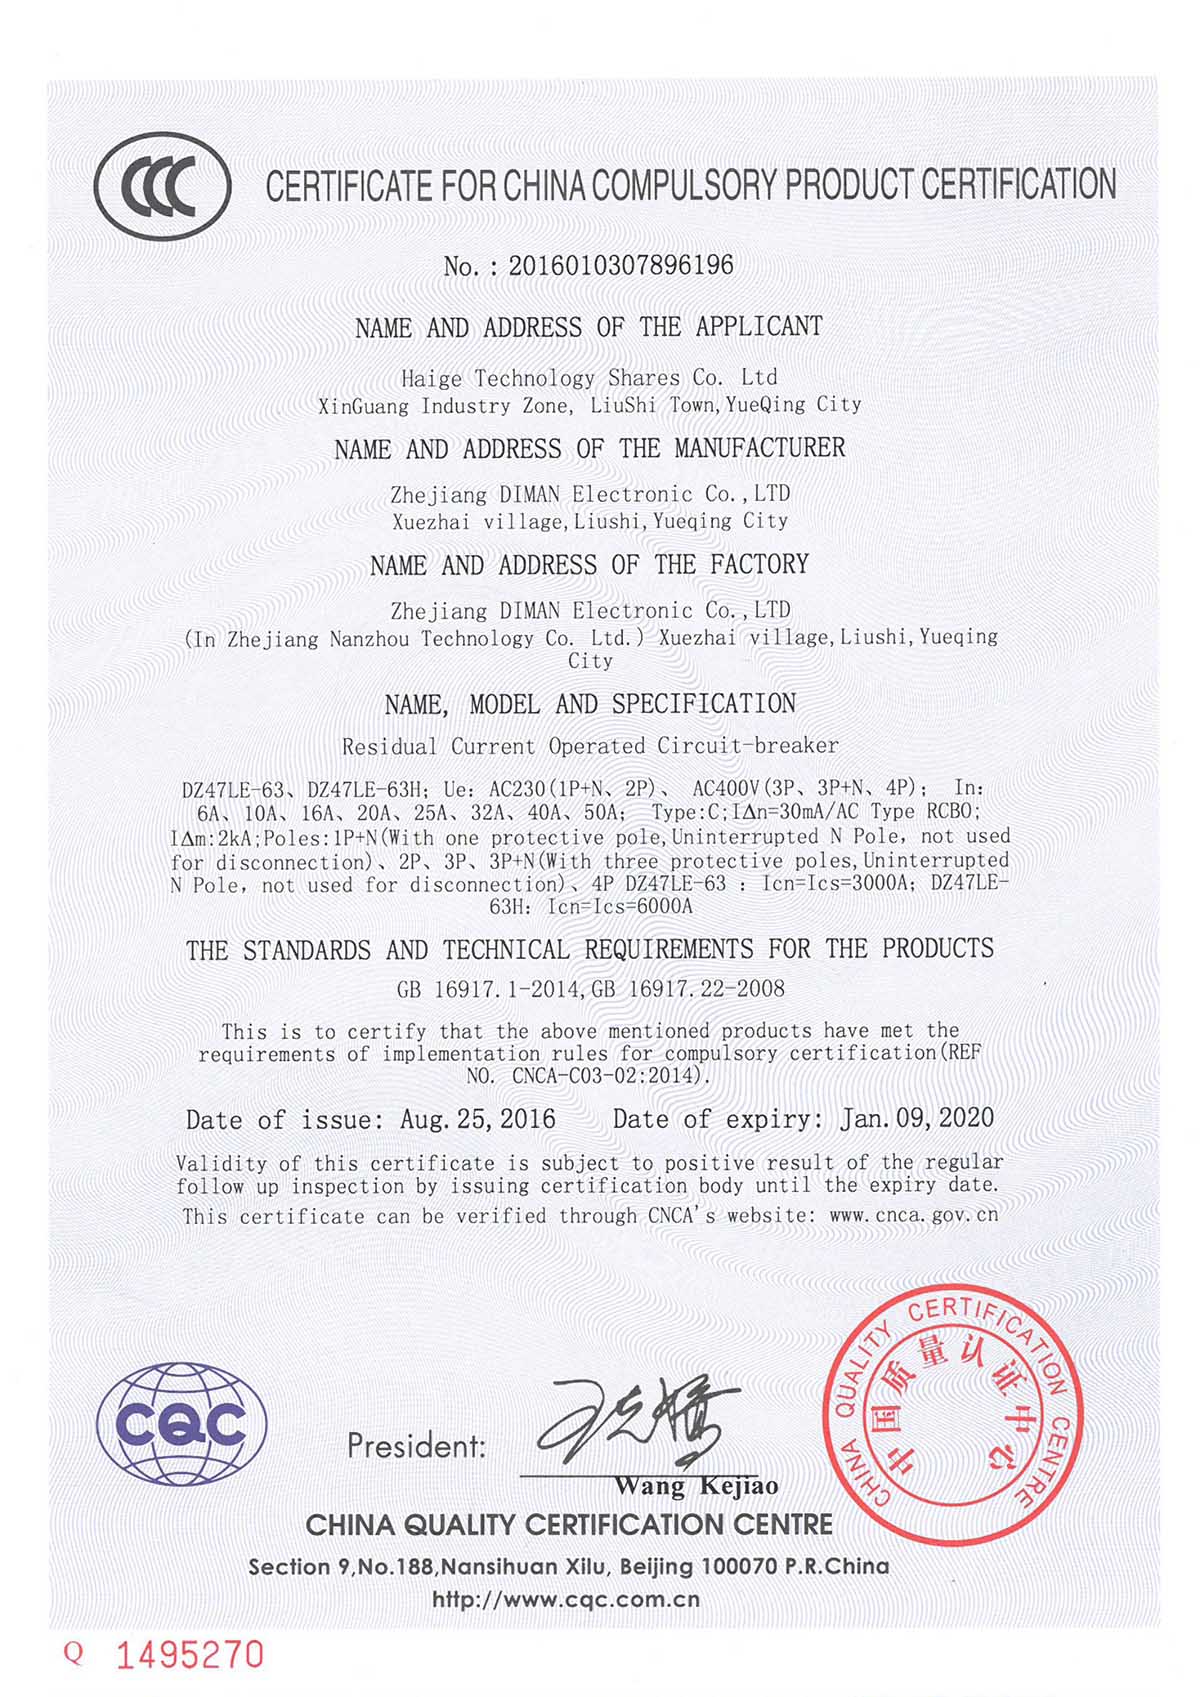 CCC
CERTIFICATE FOR CHINA COMPULSORY PRODUCT CERTIFICATION
No. : 2016010307896196
NAME AND ADDRESS OF THE APPLICANT
Haige Technology Shares Co. Ltd
XinGuang Industry Zone, LiuShi Town,YueQing City
NAME AND ADDRESS OF THE MANUFACTURER
Zhejiang DIMAN Electronic Co.,LTD
Xuezhai village,Liushi,Yueqing City
NAME AND ADDRESS OF THE FACTORY
Zhejiang DIMAN Electronic Co.,LTD
(In Zhejiang Nanzhou Technology Co. Ltd.) Xuezhai village,Liushi,Yueqing
City
NAME, MODEL AND SPECIFICATION
Residual Current Operated Circuit-breaker
DZ47LE-63、DZ47LE-63H; Ue: AC230(1P+N、2P)、 AC400V(3P、3P+N、4P); In:
6A、10A、16A、20A、25A、32A、40A、50A; Type:C;IΔn=30mA/AC Type RCBO;
IΔm:2kA;Poles:1P+N(With one protective pole,Uninterrupted N Pole, not used
for disconnection)、2P、3P、3P+N(With three protective poles,Uninterrupted
N Pole, not used for disconnection)、4P DZ47LE-63 : Icn=Ics=3000A; DZ47LE-
63H: Icn=Ics=6000A
THE STANDARDS AND TECHNICAL REQUIREMENTS FOR THE PRODUCTS
GB 16917.1-2014,GB 16917.22-2008
This is to certify that the above mentioned products have met the
requirements of implementation rules for compulsory certification(REF
NO. CNCA-C03-02:2014).
Date of issue: Aug.25,2016 Date of expiry: Jan.09,2020
Validity of this certificate is subject to positive result of the regular
follow up inspection by issuing certification body until the expiry date.
This certificate can be verified through CNCA's website: www.cnca.gov.cn
CHINA QUALITY CERTIFICATION CENTRE
中国质量认证中心
CQC
President:
Wang Kejiao
CHINA QUALITY CERTIFICATION CENTRE
Section 9,No.188,Nansihuan Xilu, Beijing 100070 P.R.China
http://www.cqc.com.cn
Q 1495270